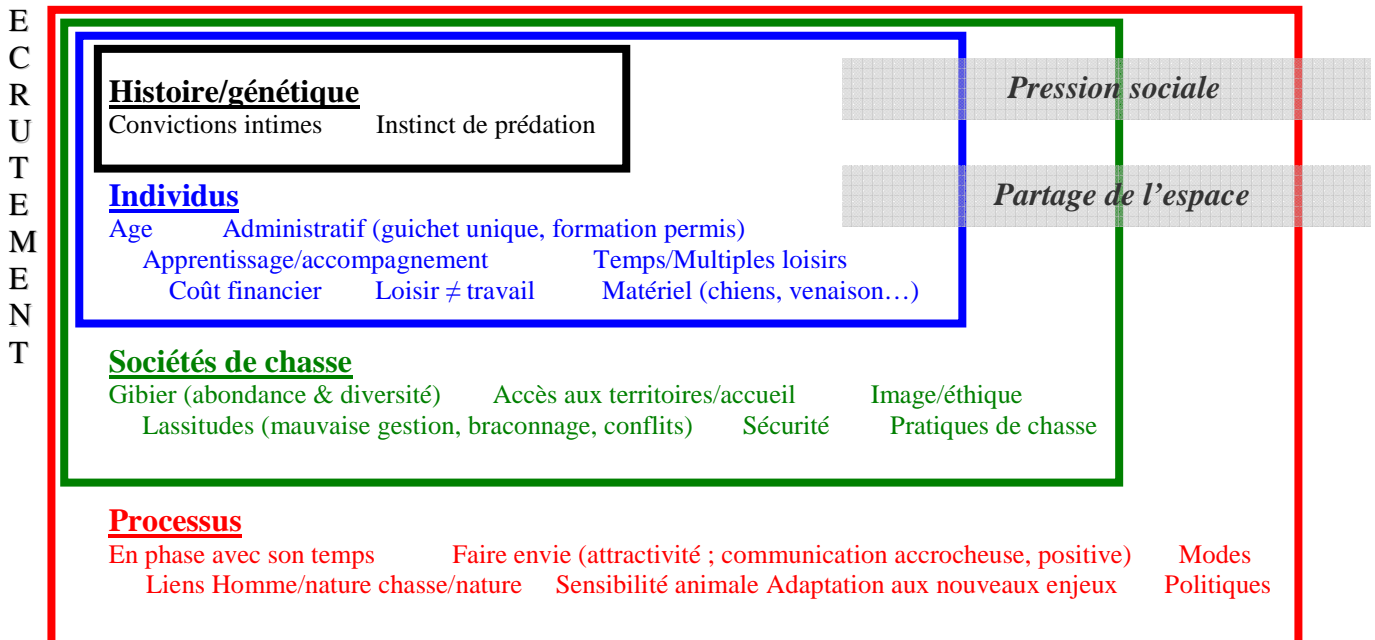 ECRUTEMENT
Histoire/génétique
Convictions intimes Instinct de prédation
Pression sociale
Partage de l’espace
Individus
Age Administratif (guichet unique, formation permis)
Apprentissage/accompagnement Temps/Multiples loisirs
Coût financier Loisir ≠ travail Matériel (chiens, venaison…)
Sociétés de chasse
Gibier (abondance & diversité) Accès aux territoires/accueil Image/éthique
Lassitudes (mauvaise gestion, braconnage, conflits) Sécurité Pratiques de chasse
Processus
En phase avec son temps Faire envie (attractivité ; communication accrocheuse, positive) Modes
Liens Homme/nature chasse/nature Sensibilité animale Adaptation aux nouveaux enjeux Politiques